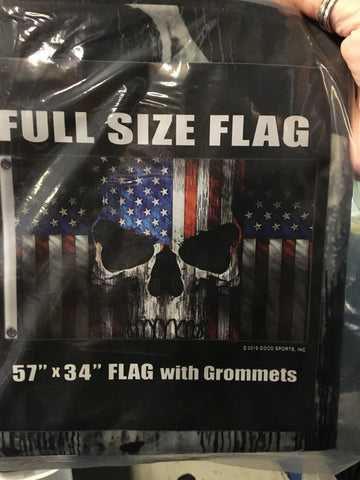 FULL SIZE FLAG
©2019 GOOD SPORTS, INC
57” x 34” FLAG with Grommets